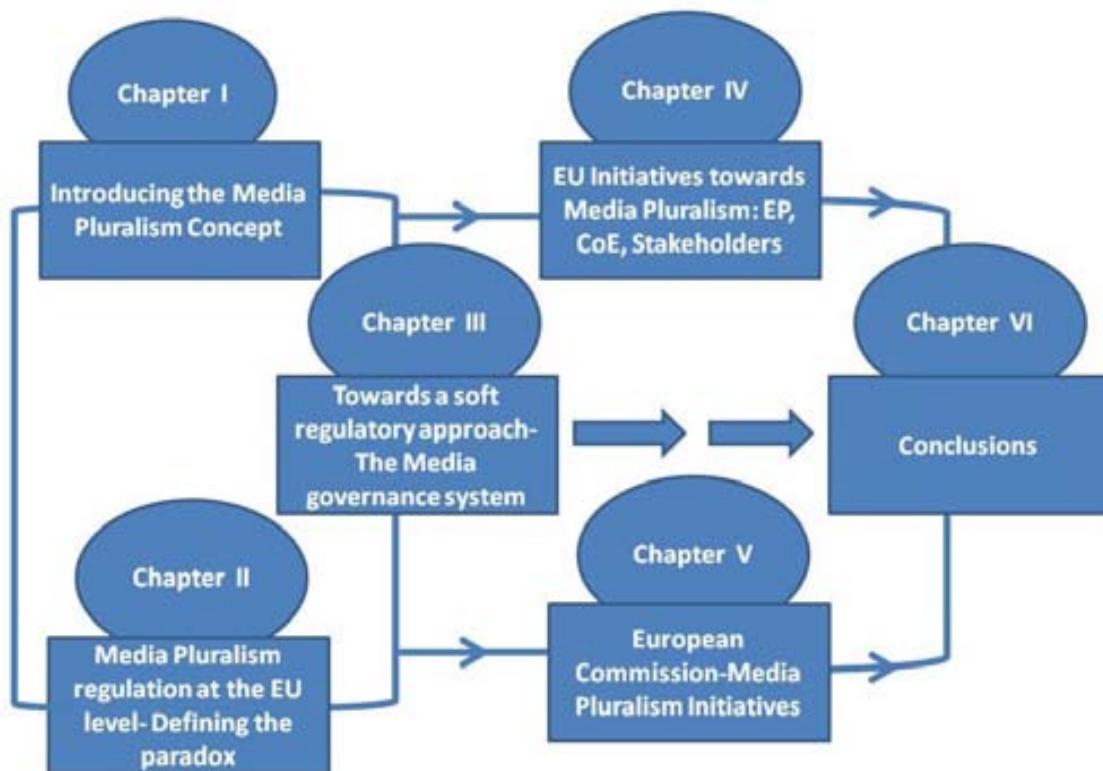 Chapter I
Introducing the Media
Pluralism Concept
Chapter II
Media Pluralism
regulation at the EU
level- Defining the
paradox
Chapter III
Towards a soft
regulatory approach-
The Media
governance system
Chapter IV
EU Initiatives towards
Media Pluralism: EP,
CoE, Stakeholders
Chapter V
European
Commission-Media
Pluralism Initiatives
Chapter VI
Conclusions